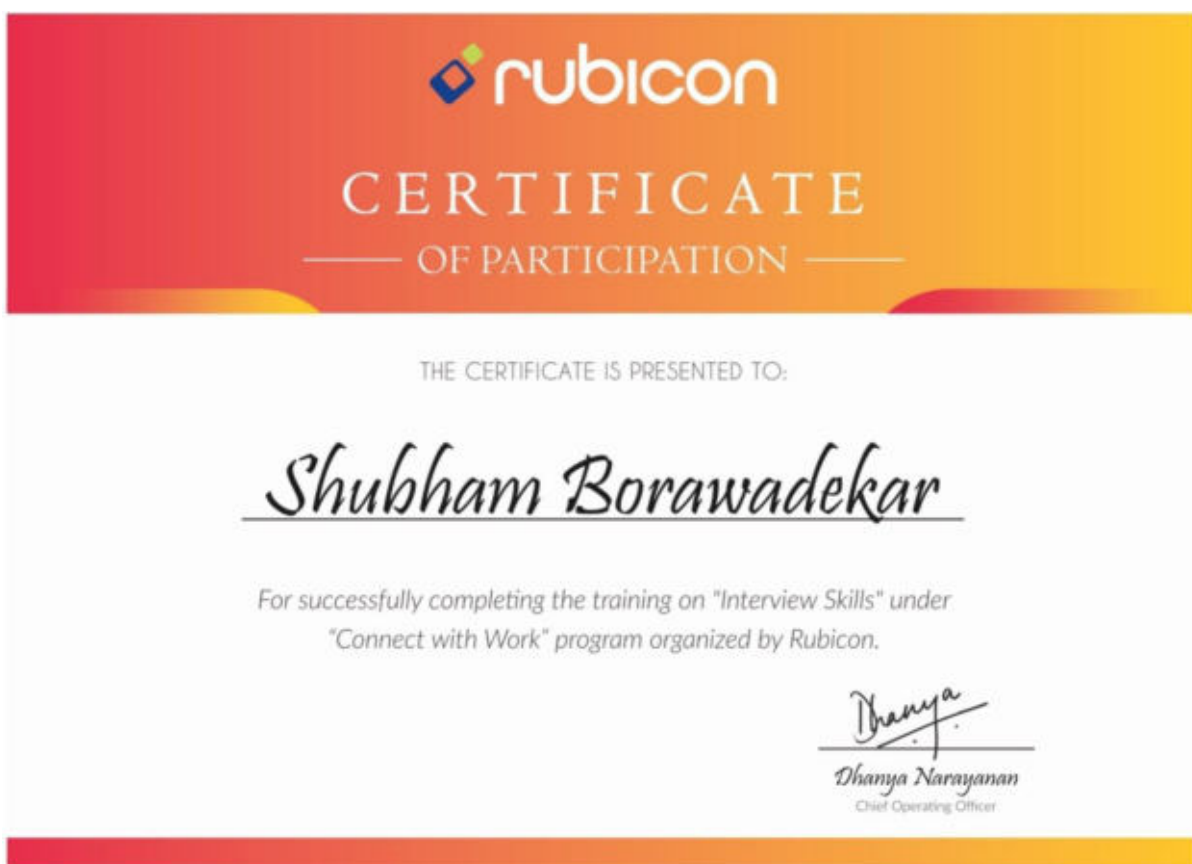 rubicon
CERTIFICATE
OF PARTICIPATION
THE CERTIFICATE IS PRESENTED TO:
Shubham Borawadekar
For successfully completing the training on "Interview Skills" under
"Connect with Work" program organized by Rubicon.
Dhanya
Dhanya Narayanan
Chief Operating Officer